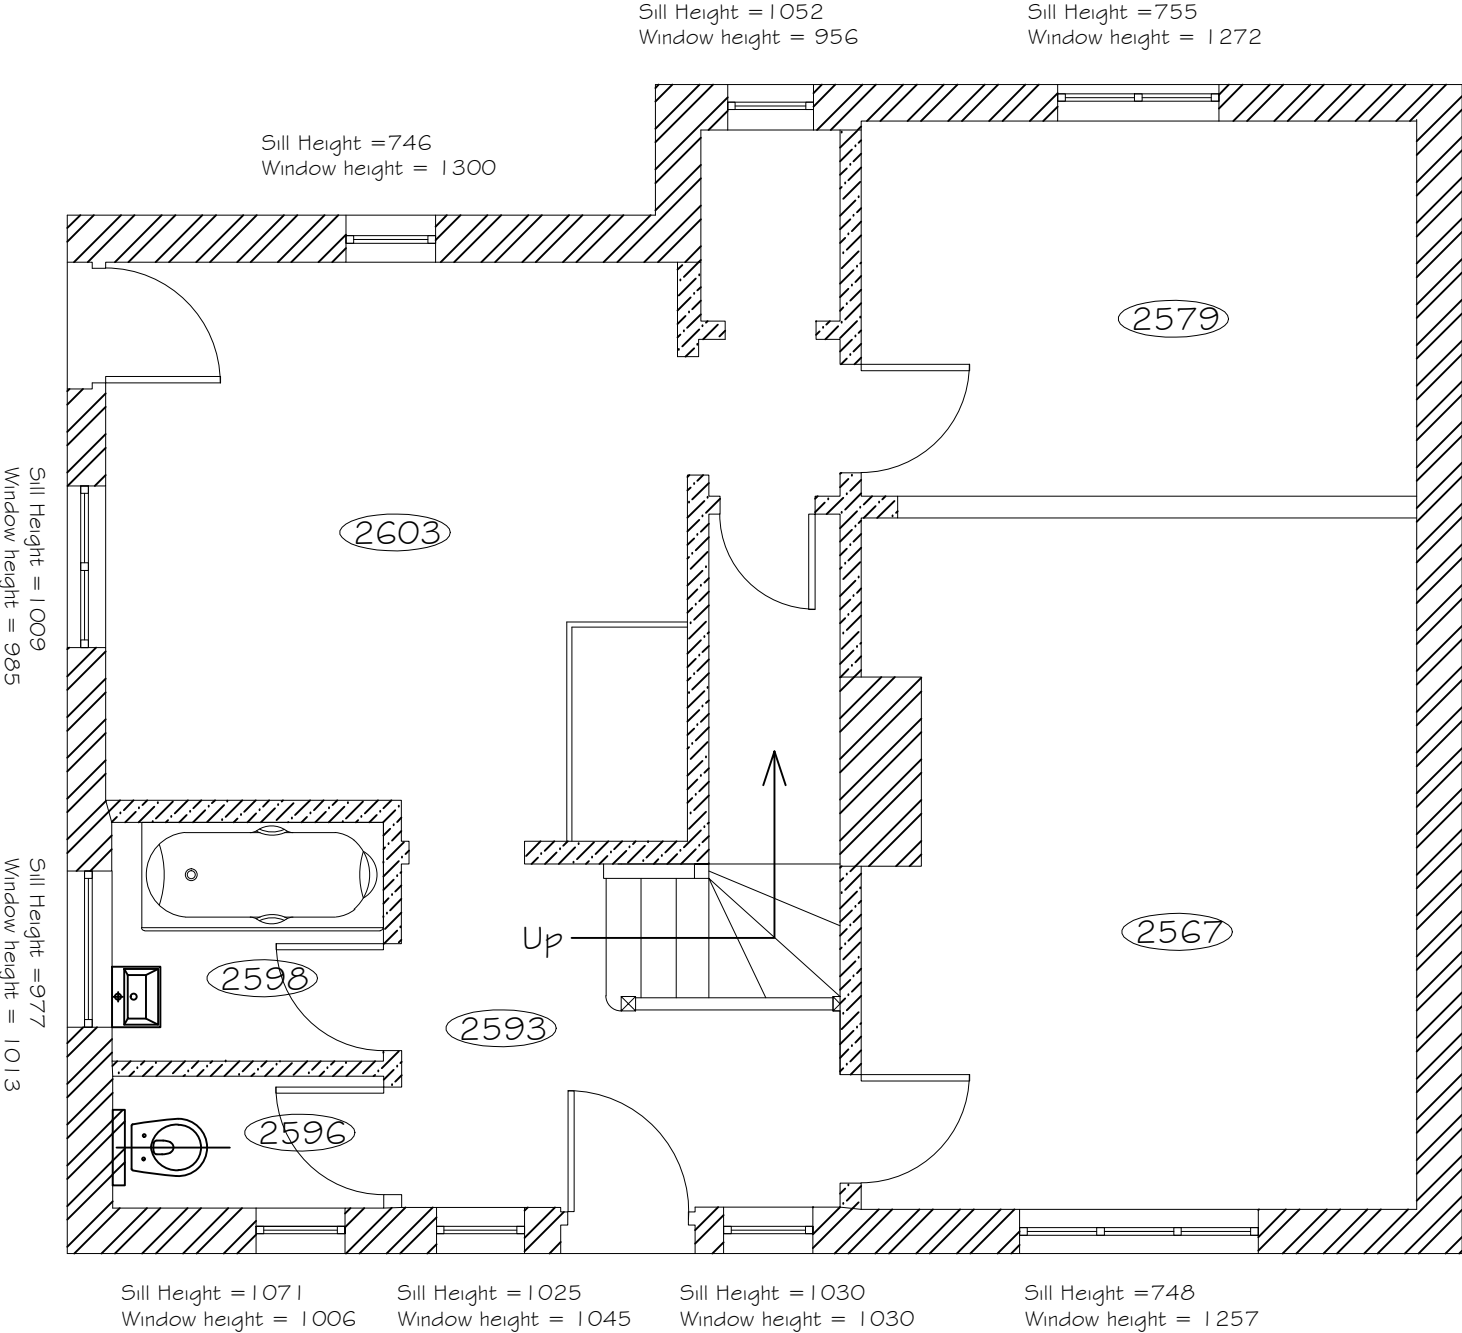 Sill Height =1052
Window height = 956
Sill Height =755
Window height = 1272
Sill Height =746
Window height = 1300
2579
Sill Height =1009
Window height = 985
2603
Sill Height =977
Window height = 1013
2567
Up
2598
2593
2596
Sill Height =1071
Window height = 1006
Sill Height =1025
Window height = 1045
Sill Height =1030
Window height = 1030
Sill Height =748
Window height = 1257